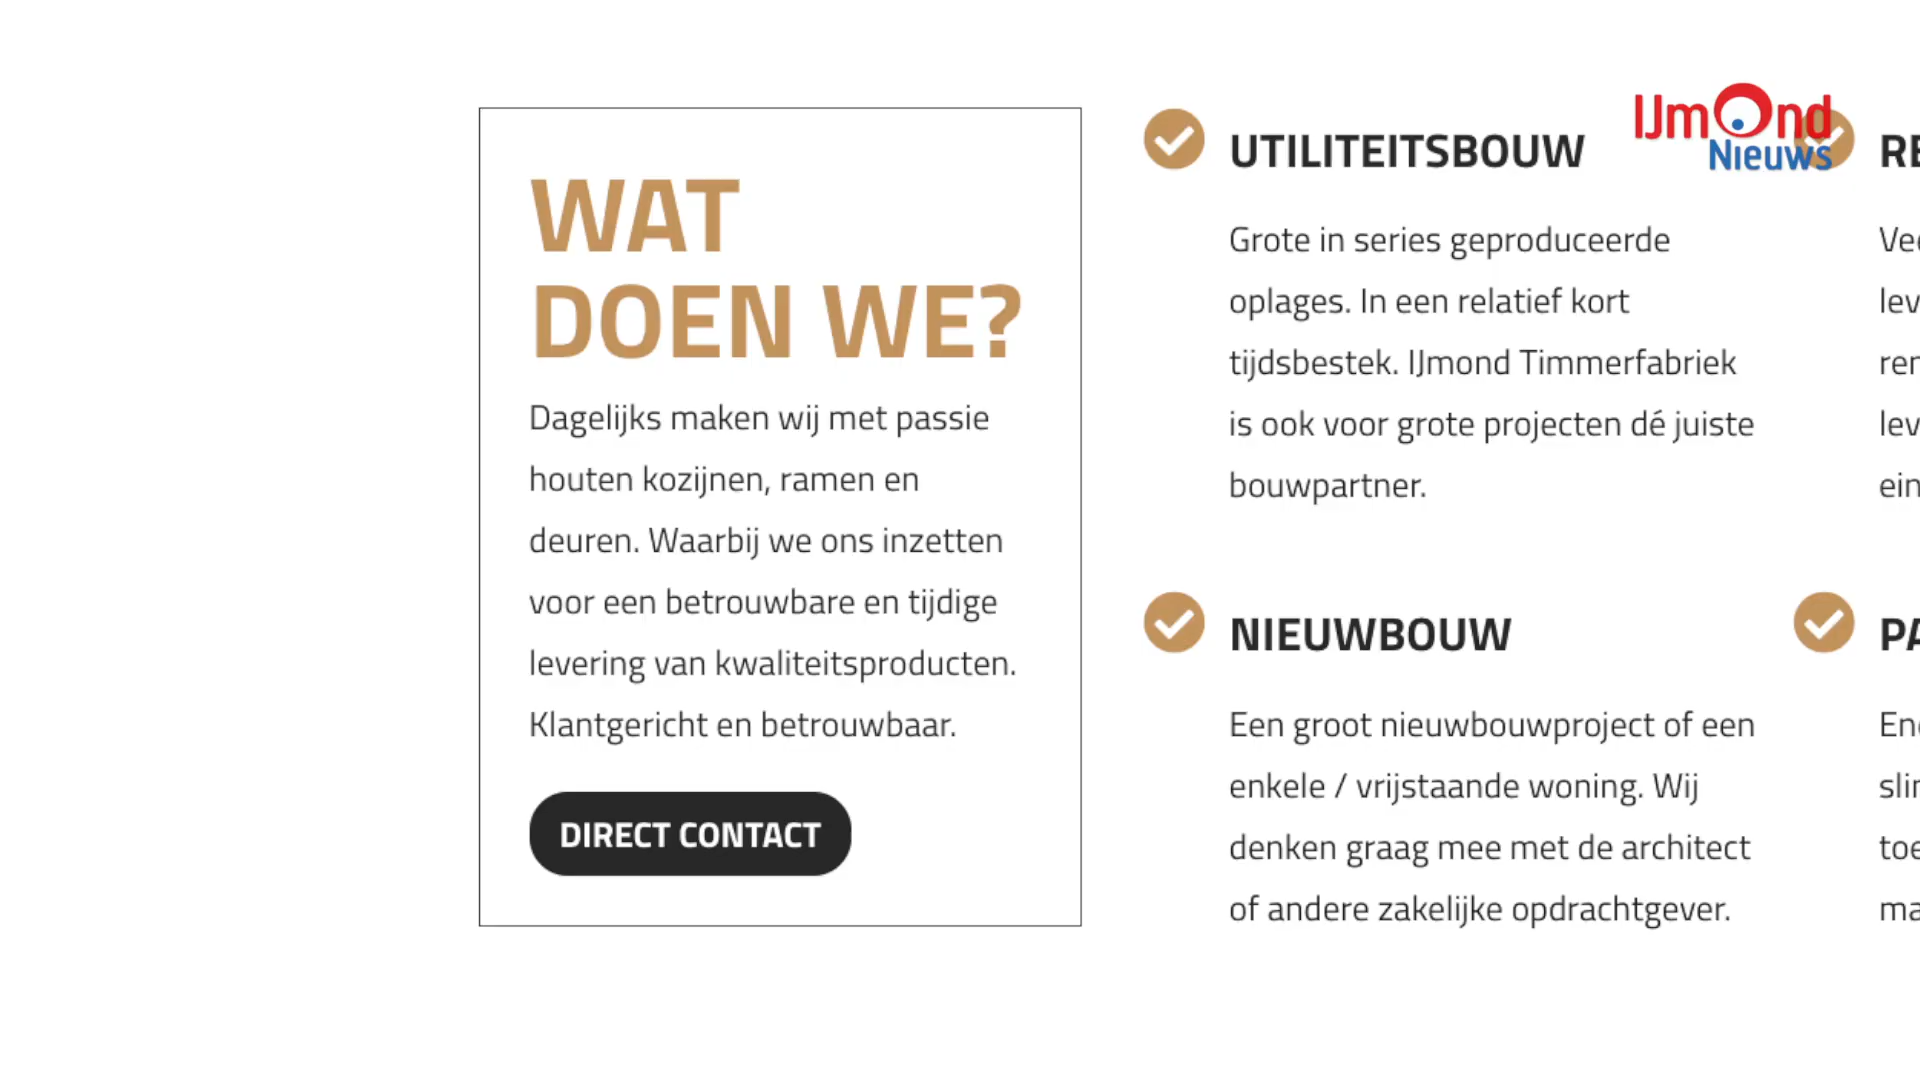 WAT
DOEN WE?
Dagelijks maken wij met passie
houten kozijnen, ramen en
deuren. Waarbij we ons inzetten
voor een betrouwbare en tijdige
levering van kwaliteitsproducten.
Klantgericht en betrouwbaar.
DIRECT CONTACT
UTILITEITSBOUW
Grote in series geproduceerde
oplages. In een relatief kort
tijdsbestek. IJmond Timmerfabriek
is ook voor grote projecten dé juiste
bouwpartner.
NIEUWBOUW
Een groot nieuwbouwproject of een
enkele / vrijstaande woning. Wij
denken graag mee met de architect
of andere zakelijke opdrachtgever.
IJmond
Nieuws